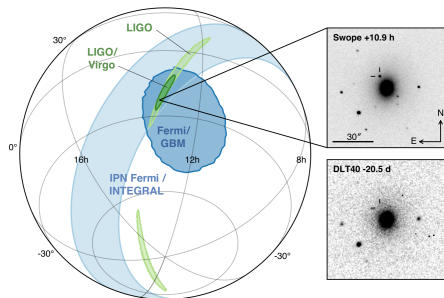 LIGO
Swope +10.9 h
30°
LIGO/
Virgo
Fermi/
GBM
N
E
30"
0°
16h
12h
8h
IPN Fermi /
INTEGRAL
DLT40 -20.5 d
-30°
-30°